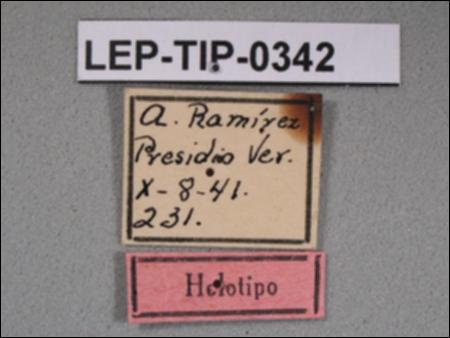 LEP-TIP-0342
A. Ramírez
Presidio Ver.
X-8-41.
231.
Holotipo